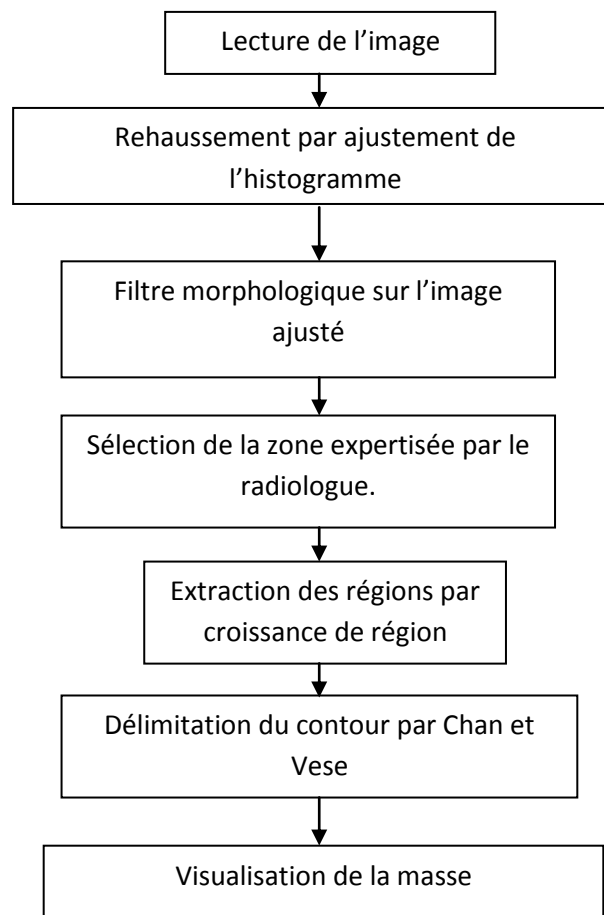 Lecture de l’image
Rehaussement par ajustement de
l’histogramme
Filtre morphologique sur l’image
ajusté
Sélection de la zone expertisée par le
radiologue.
Extraction des régions par
croissance de région
Délimitation du contour par Chan et
Vese
Visualisation de la masse